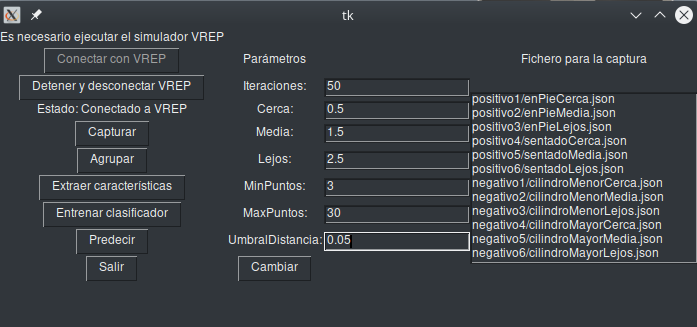 tk
Es necesario ejecutar el simulador VREP
Conectar con VREP
Detener y desconectar VREP
Estado: Conectado a VREP
Capturar
Agrupar
Extraer características
Entrenar clasificador
Predecir
Salir
Parámetros
Iteraciones: 50
Cerca: 0.5
Media: 1.5
Lejos: 2.5
MinPuntos: 3
MaxPuntos: 30
UmbralDistancia: 0.05
Cambiar
Fichero para la captura
positivo1/enPieCerca.json
positivo2/enPieMedia.json
positivo3/enPieLejos.json
positivo4/sentadoCerca.json
positivo5/sentadoMedia.json
positivo6/sentadoLejos.json
negativo1/cilindroMenorCerca.json
negativo2/cilindroMenorMedia.json
negativo3/cilindroMenorLejos.json
negativo4/cilindroMayorCerca.json
negativo5/cilindroMayorMedia.json
negativo6/cilindroMayorLejos.json